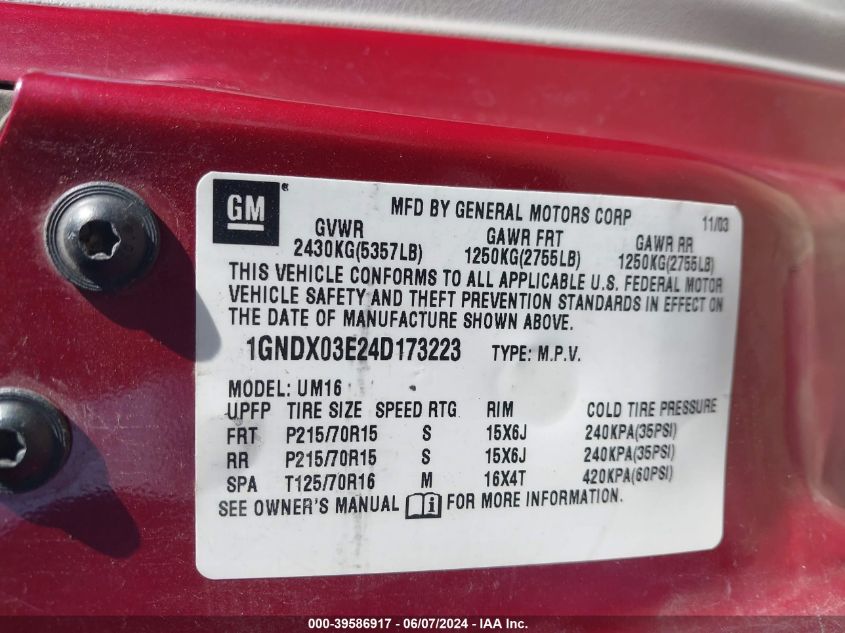 GM ®
MFD BY GENERAL MOTORS CORP 11/03
GVWR GAWR FRT GAWR RR
2430KG(5357LB) 1250KG(2755LB) 1250KG(2755LB)
THIS VEHICLE CONFORMS TO ALL APPLICABLE U.S. FEDERAL MOTOR
VEHICLE SAFETY AND THEFT PREVENTION STANDARDS IN EFFECT ON
THE DATE OF MANUFACTURE SHOWN ABOVE.
1GNDX03E24D173223 TYPE: M.P.V.
MODEL: UM16
UPFP TIRE SIZE SPEED RTG RIM COLD TIRE PRESSURE
FRT P215/70R15 S 15X6J 240KPA(35PSI)
RR P215/70R15 S 15X6J 240KPA(35PSI)
SPA T125/70R16 M 16X4T 420KPA(60PSI)
SEE OWNER'S MANUAL i FOR MORE INFORMATION.
000-39586917 - 06/07/2024 - IAA Inc.